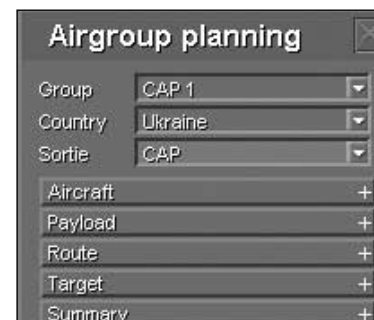 Airgroup planning
Group CAP 1
Country Ukraine
Sortie CAP
Aircraft +
Payload +
Route +
Target +
Summary +